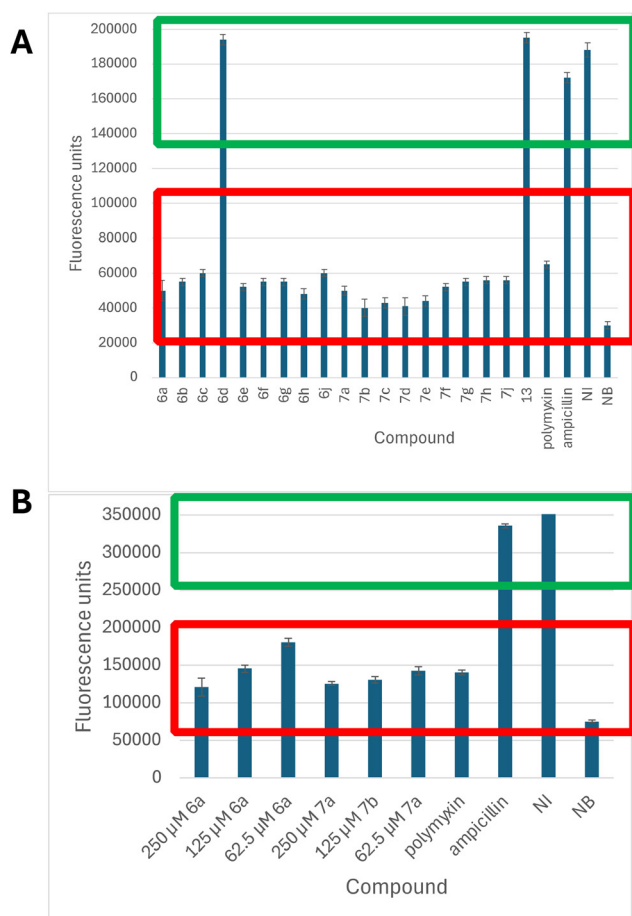 A
200000
180000
160000
140000
120000
100000
80000
60000
40000
20000
0
Fluorescence units
6a 6b 6c 6d 6e 6f 6g 6h 6j 7a 7b 7c 7d 7e 7f 7g 7h 7j 13 polymyxin ampicillin NI NB
Compound
B
350000
300000
250000
200000
150000
100000
50000
0
Fluorescence units
250 µM 6a 125 µM 6a 62.5 µM 6a 250 µM 7a 125 µM 7b 62.5 µM 7a polymyxin ampicillin NI NB
Compound